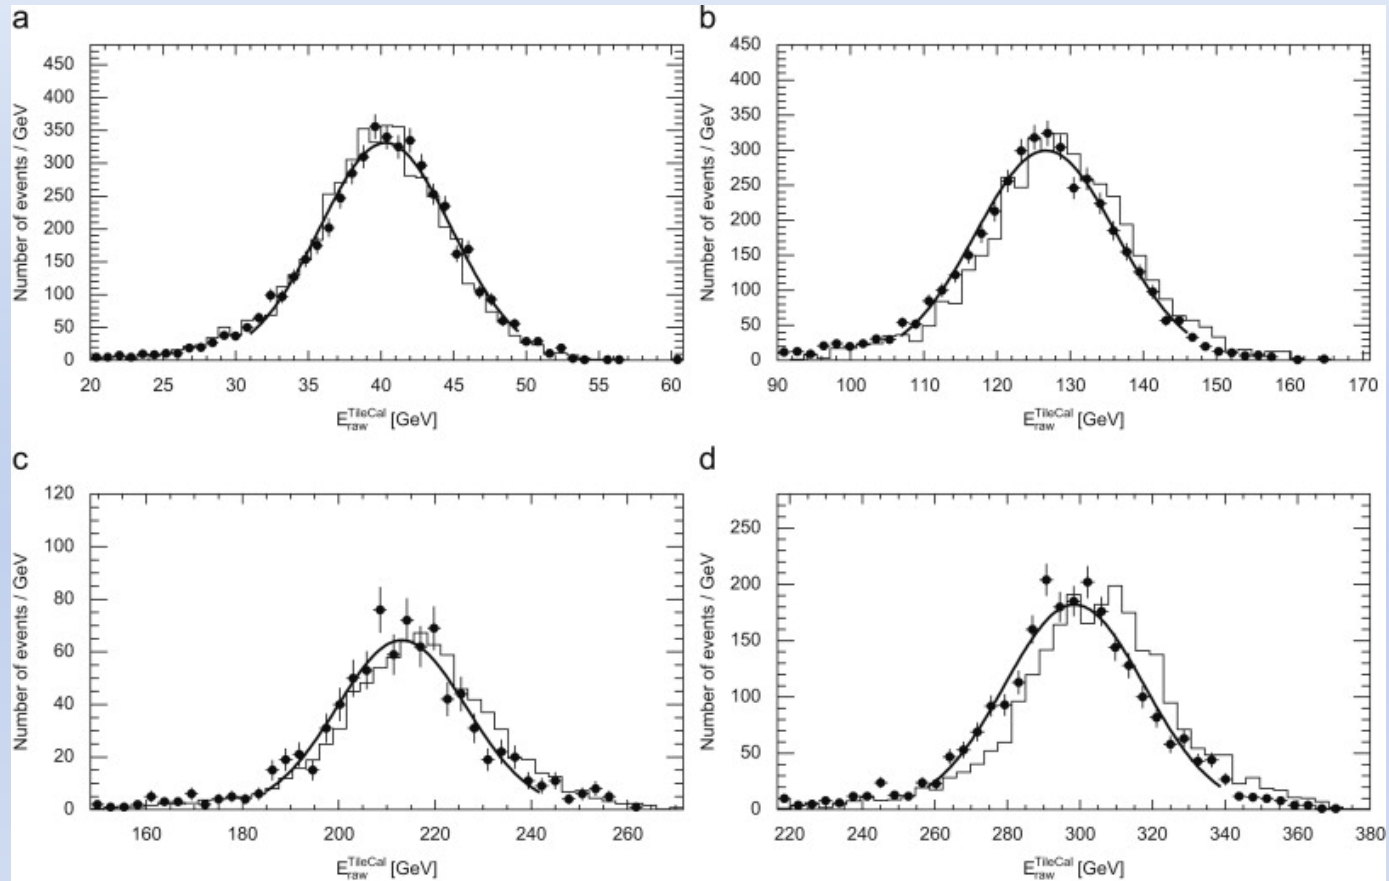 a
Number of events / GeV
450
400
350
300
250
200
150
100
50
0
20 25 30 35 40 45 50 55 60
E_raw^TileCal [GeV]
b
Number of events / GeV
450
400
350
300
250
200
150
100
50
0
90 100 110 120 130 140 150 160 170
E_raw^TileCal [GeV]
c
Number of events / GeV
120
100
80
60
40
20
0
160 180 200 220 240 260
E_raw^TileCal [GeV]
d
Number of events / GeV
250
200
150
100
50
0
220 240 260 280 300 320 340 360 380
E_raw^TileCal [GeV]